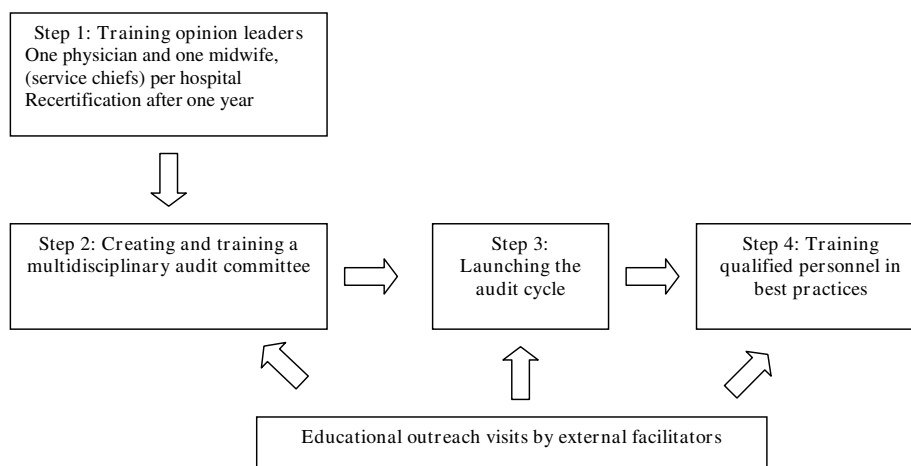 Step 1: Training opinion leaders
One physician and one midwife,
(service chiefs) per hospital
Recertification after one year
Step 2: Creating and training a
multidisciplinary audit committee
Step 3:
Launching the
audit cycle
Step 4: Training
qualified personnel in
best practices
Educational outreach visits by external facilitators